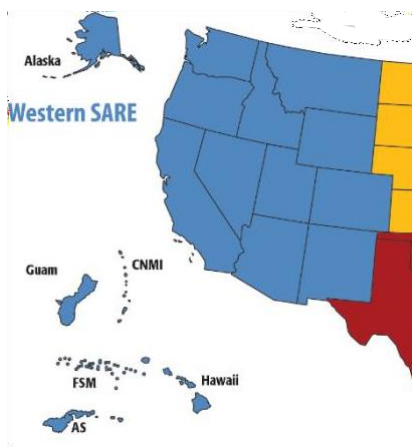 Alaska
Western SARE
Guam
CNMI
FSM
Hawaii
AS